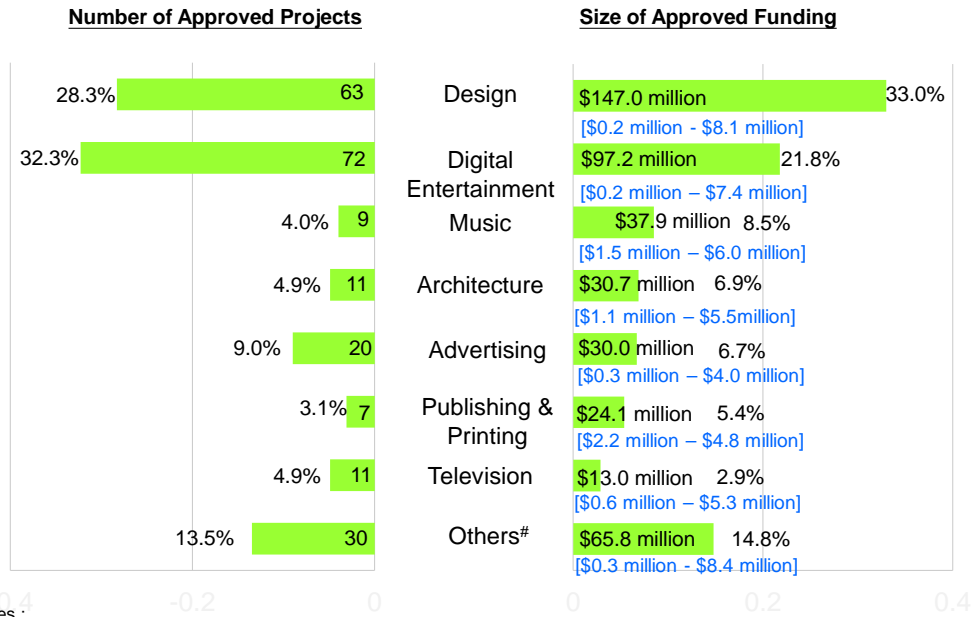 Number of Approved Projects Size of Approved Funding
28.3% 63 Design $147.0 million 33.0%
[$0.2 million - $8.1 million]
32.3% 72 Digital Entertainment $97.2 million 21.8%
[$0.2 million – $7.4 million]
4.0% 9 Music $37.9 million 8.5%
[$1.5 million – $6.0 million]
4.9% 11 Architecture $30.7 million 6.9%
[$1.1 million – $5.5million]
9.0% 20 Advertising $30.0 million 6.7%
[$0.3 million – $4.0 million]
3.1% 7 Publishing & Printing $24.1 million 5.4%
[$2.2 million – $4.8 million]
4.9% 11 Television $13.0 million 2.9%
[$0.6 million – $5.3 million]
13.5% 30 Others# $65.8 million 14.8%
[$0.3 million - $8.4 million]
0.4 -0.2 0 0 0.2 0.4